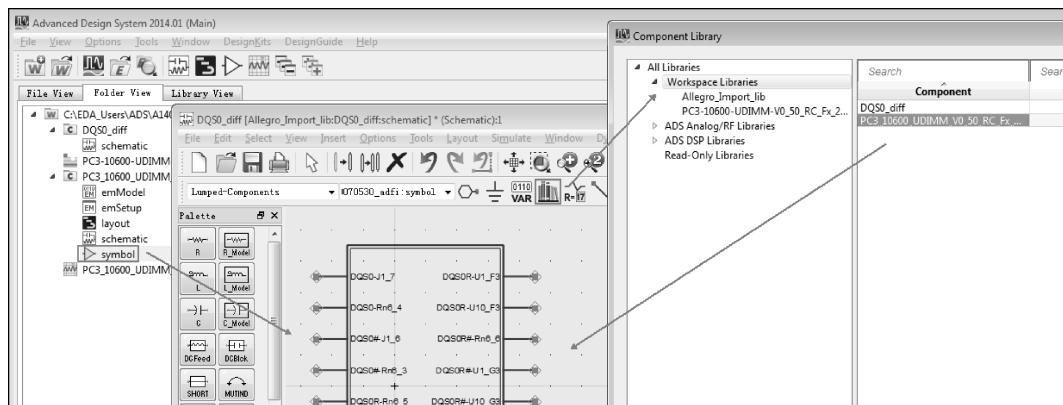 Advanced Design System 2014.01 (Main)
File View Options Tools Window DesignKits DesignGuide Help
File View Folder View Library View
C:\EDA_Users\ADS\A14
DQS0_diff
schematic
PC3-10600-UDIMM
PC3_10600_UDIMM
emModel
emSetup
layout
schematic
symbol
PC3_10600_UDIMM
DQS0_diff [Allegro_Import_lib:DQS0_diff:schematic] * (Schematic):1
File Edit Select View Insert Options Tools Layout Simulate Window
Lumped-Components
070530_adfi:symbol
VAR
Palette
R
R_Model
L
L_Model
C
C_Model
DCFeed
DCBlck
SHORT
MUTIND
DQS0-J1_7
DQS0R-U1_F3
DQS0-Rn6_4
DQS0R-U10_F3
DQS0#-J1_6
DQS0R#-Rn6_6
DQS0#-Rn6_3
DQS0R#-U1_G3
DQS0R-Rn6_5
DQS0R#-U10_G3
Component Library
All Libraries
Workspace Libraries
Allegro_Import_lib
PC3-10600-UDIMM-V0_50_RC_Fx_2...
ADS Analog/RF Libraries
ADS DSP Libraries
Read-Only Libraries
Search
Sear
Component
DQS0_diff
PC3_10600_UDIMM_V0_50_RC_Fx_...